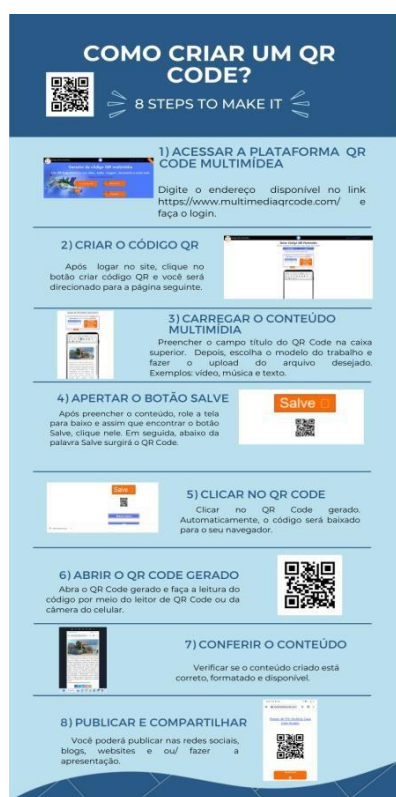 COMO CRIAR UM QR
CODE?
8 STEPS TO MAKE IT
1) ACESSAR A PLATAFORMA QR
CODE MULTIMÍDEA
Digite o endereço disponível no link
https://www.multimediaqrcode.com/ e
faça o login.
2) CRIAR O CÓDIGO QR
Após logar no site, clique no
botão criar código QR e você será
direcionado para a página seguinte.
3) CARREGAR O CONTEÚDO
MULTIMÍDIA
Preencher o campo título do QR Code na caixa
superior. Depois, escolha o modelo do trabalho e
fazer o upload do arquivo desejado.
Exemplos: vídeo, música e texto.
4) APERTAR O BOTÃO SALVE
Após preencher o conteúdo, role a tela
para baixo e assim que encontrar o botão
Salve, clique nele. Em seguida, abaixo da
palavra Salve surgirá o QR Code.
Salve
Salve
5) CLICAR NO QR CODE
Clicar no QR Code gerado.
Automaticamente, o código será baixado
para o seu navegador.
6) ABRIR O QR CODE GERADO
Abra o QR Code gerado e faça a leitura do
código por meio do leitor de QR Code ou da
câmera do celular.
7) CONFERIR O CONTEÚDO
Verificar se o conteúdo criado está
correto, formatado e disponível.
8) PUBLICAR E COMPARTILHAR
Você poderá publicar nas redes sociais,
blogs, websites e ou/ fazer a
apresentação.